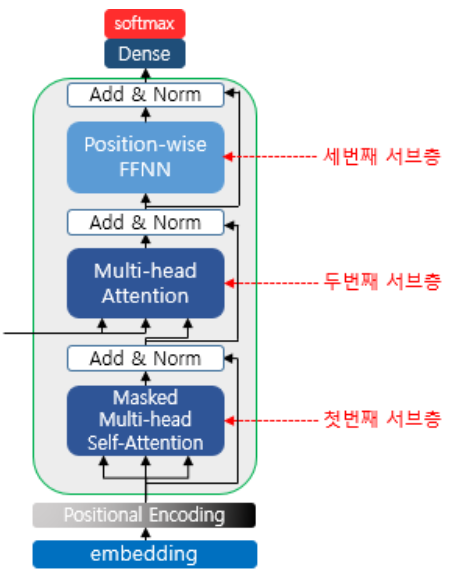 softmax
Dense
Add & Norm
Position-wise
FFNN
세번째 서브층
Add & Norm
Multi-head
Attention
두번째 서브층
Add & Norm
Masked
Multi-head
Self-Attention
첫번째 서브층
Positional Encoding
embedding